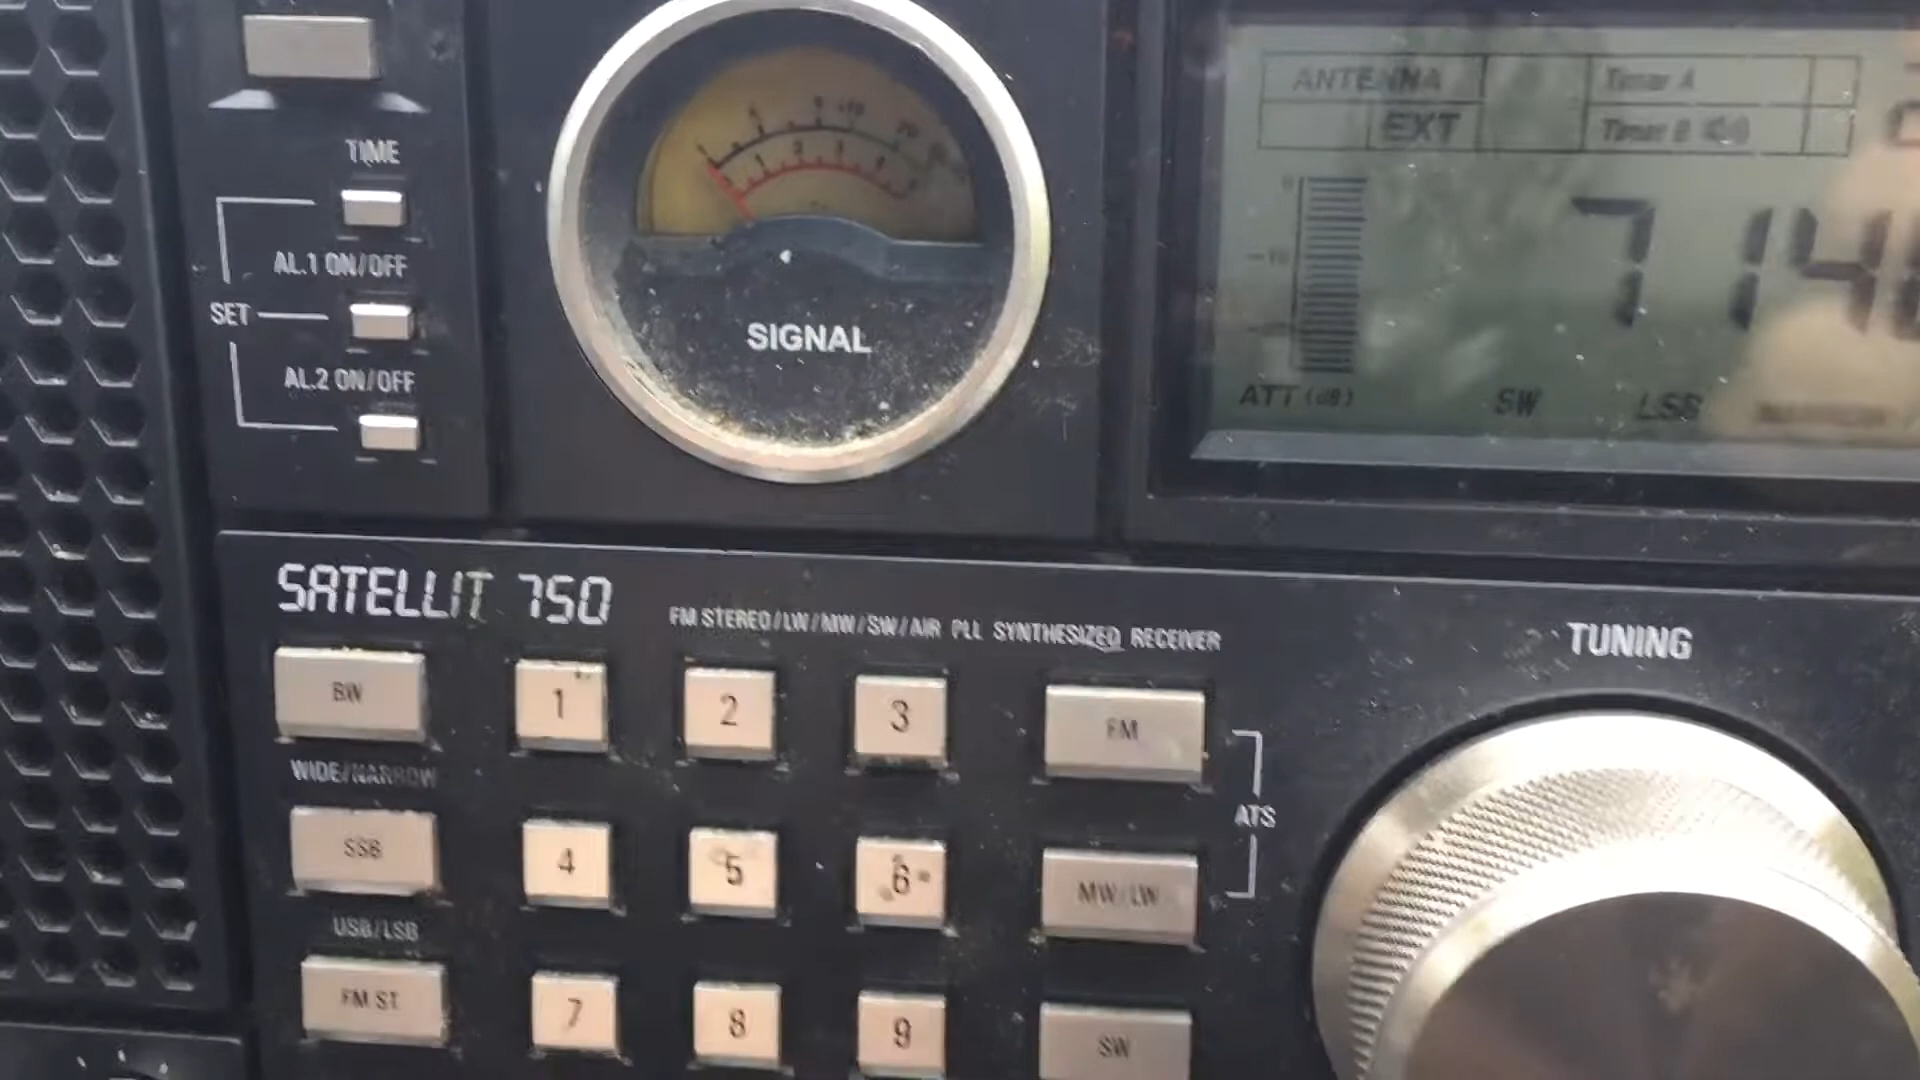 TIME
AL.1 ON/OFF
SET
AL.2 ON/OFF
SIGNAL
ANTENNA
Timer A
EXT
Timer B
714
ATT (dB)
SW
LSB
SATELLIT 750
FM STEREO/LW/MW/SW/AIR PLL SYNTHESIZED RECEIVER
TUNING
BW
1
2
3
FM
WIDE/NARROW
ATS
SSB
4
5
6
MW/LW
USB/LSB
FM ST.
7
8
9
SW